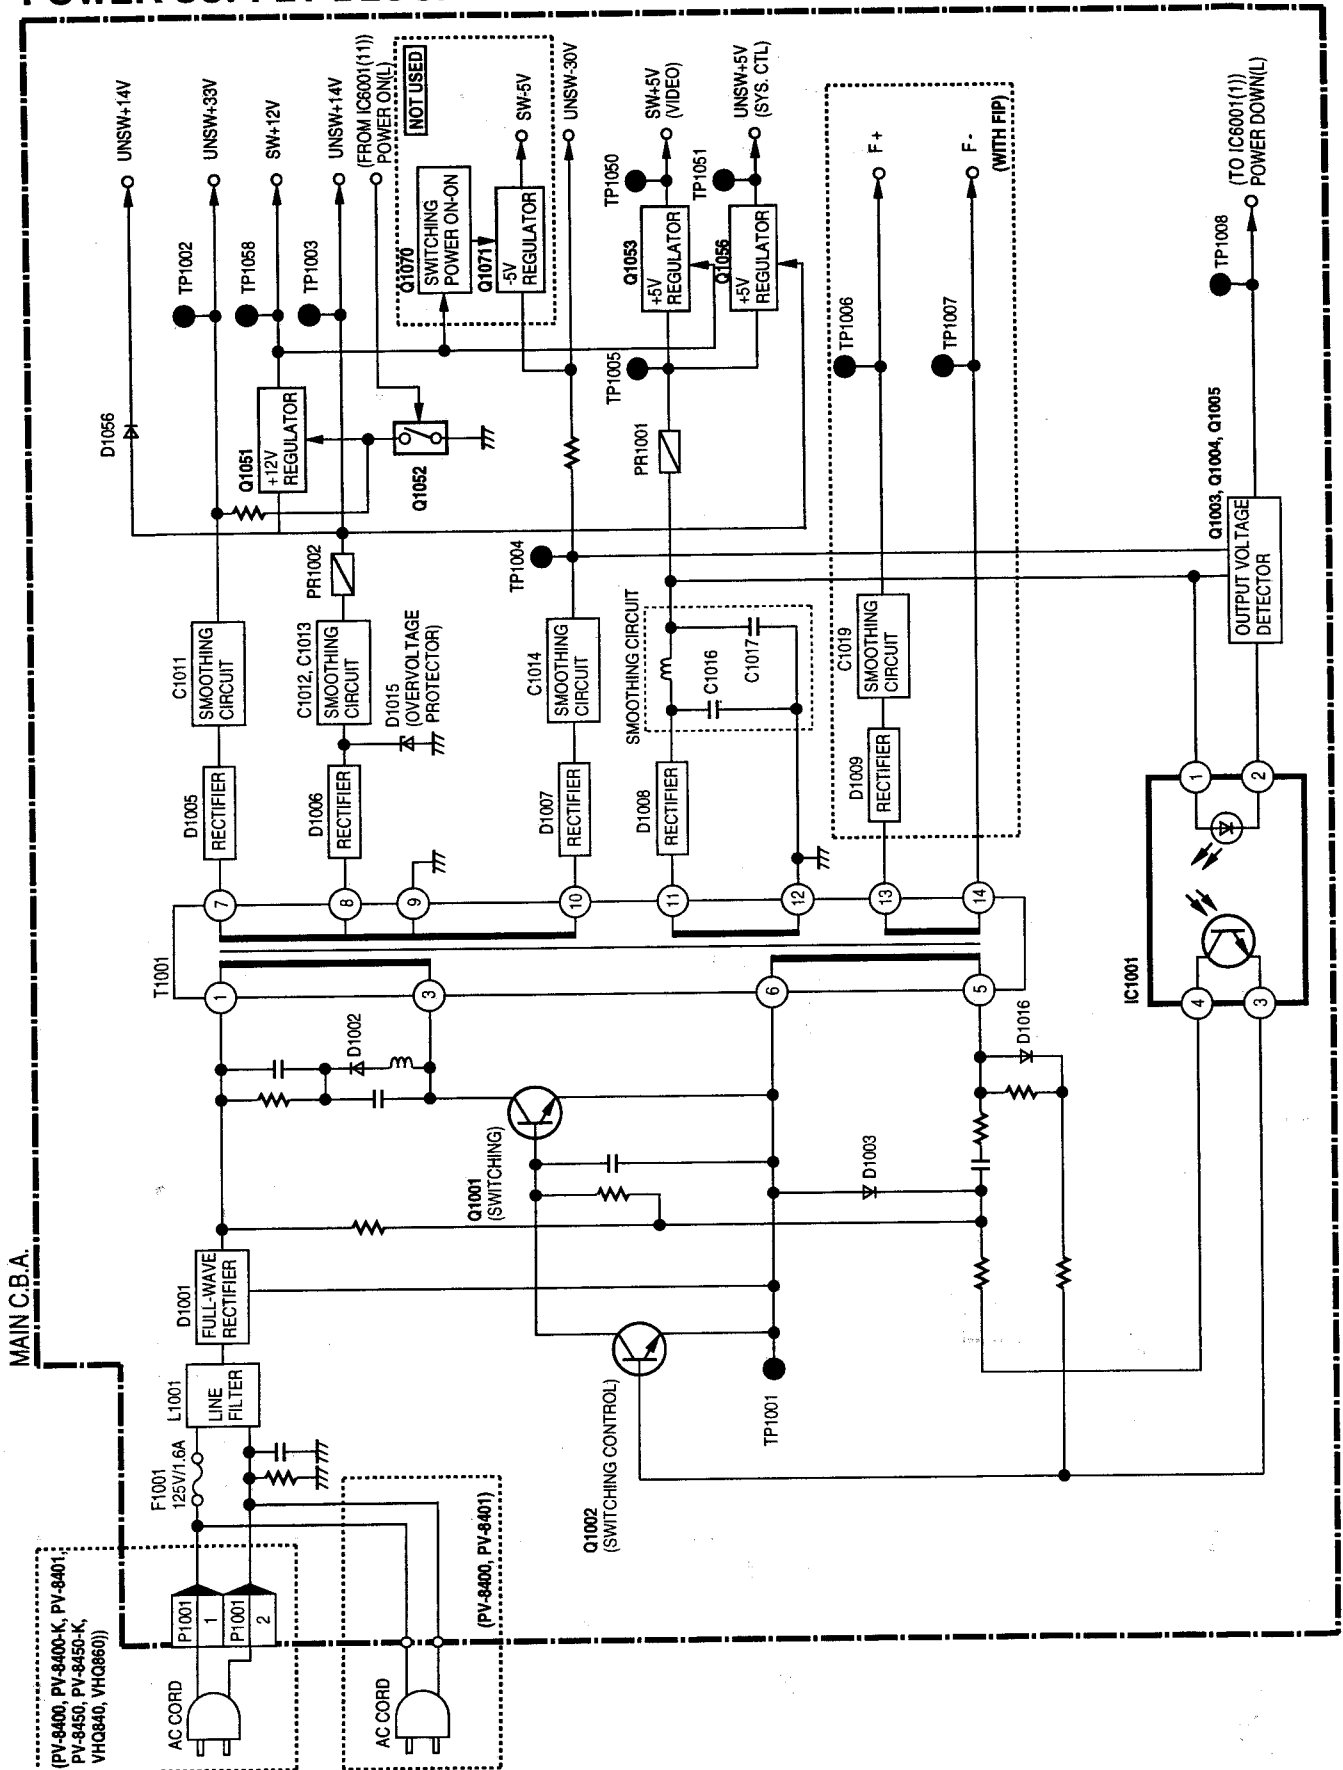 MAIN C.B.A.
UNSW+14V
UNSW+33V
SW+12V
UNSW+14V
(FROM IC6001(11))
POWER ON(L)
NOT USED
SW-5V
UNSW-30V
SW+5V
(VIDEO)
UNSW+5V
(SYS. CTL)
F +
F -
(WITH FIP)
(TO IC6001(1))
POWER DOWN(L)
TP1002
TP1058
TP1003
Q1070
SWITCHING
POWER ON-ON
Q1071
-5V
REGULATOR
TP1050
TP1051
Q1053
+5V
REGULATOR
Q1056
+5V
REGULATOR
TP1006
TP1007
TP1008
D1056
Q1051
+12V
REGULATOR
Q1052
TP1005
PR1001
Q1003, Q1004, Q1005
OUTPUT VOLTAGE
DETECTOR
PR1002
TP1004
C1011
SMOOTHING
CIRCUIT
C1012, C1013
SMOOTHING
CIRCUIT
D1015
(OVERVOLTAGE
PROTECTOR)
C1014
SMOOTHING
CIRCUIT
SMOOTHING CIRCUIT
C1016
C1017
C1019
SMOOTHING
CIRCUIT
D1005
RECTIFIER
D1006
RECTIFIER
D1007
RECTIFIER
D1008
RECTIFIER
D1009
RECTIFIER
T1001
7
8
9
10
11
12
13
14
1
3
6
5
IC1001
1
2
4
3
D1002
Q1001
(SWITCHING)
D1003
D1016
D1001
FULL-WAVE
RECTIFIER
L1001
LINE
FILTER
F1001
125V/1.6A
Q1002
(SWITCHING CONTROL)
TP1001
(PV-8400, PV-8400-K, PV-8401,
PV-8450, PV-8450-K,
VHQ840, VHQ860))
P1001
1
P1001
2
AC CORD
(PV-8400, PV-8401)
AC CORD